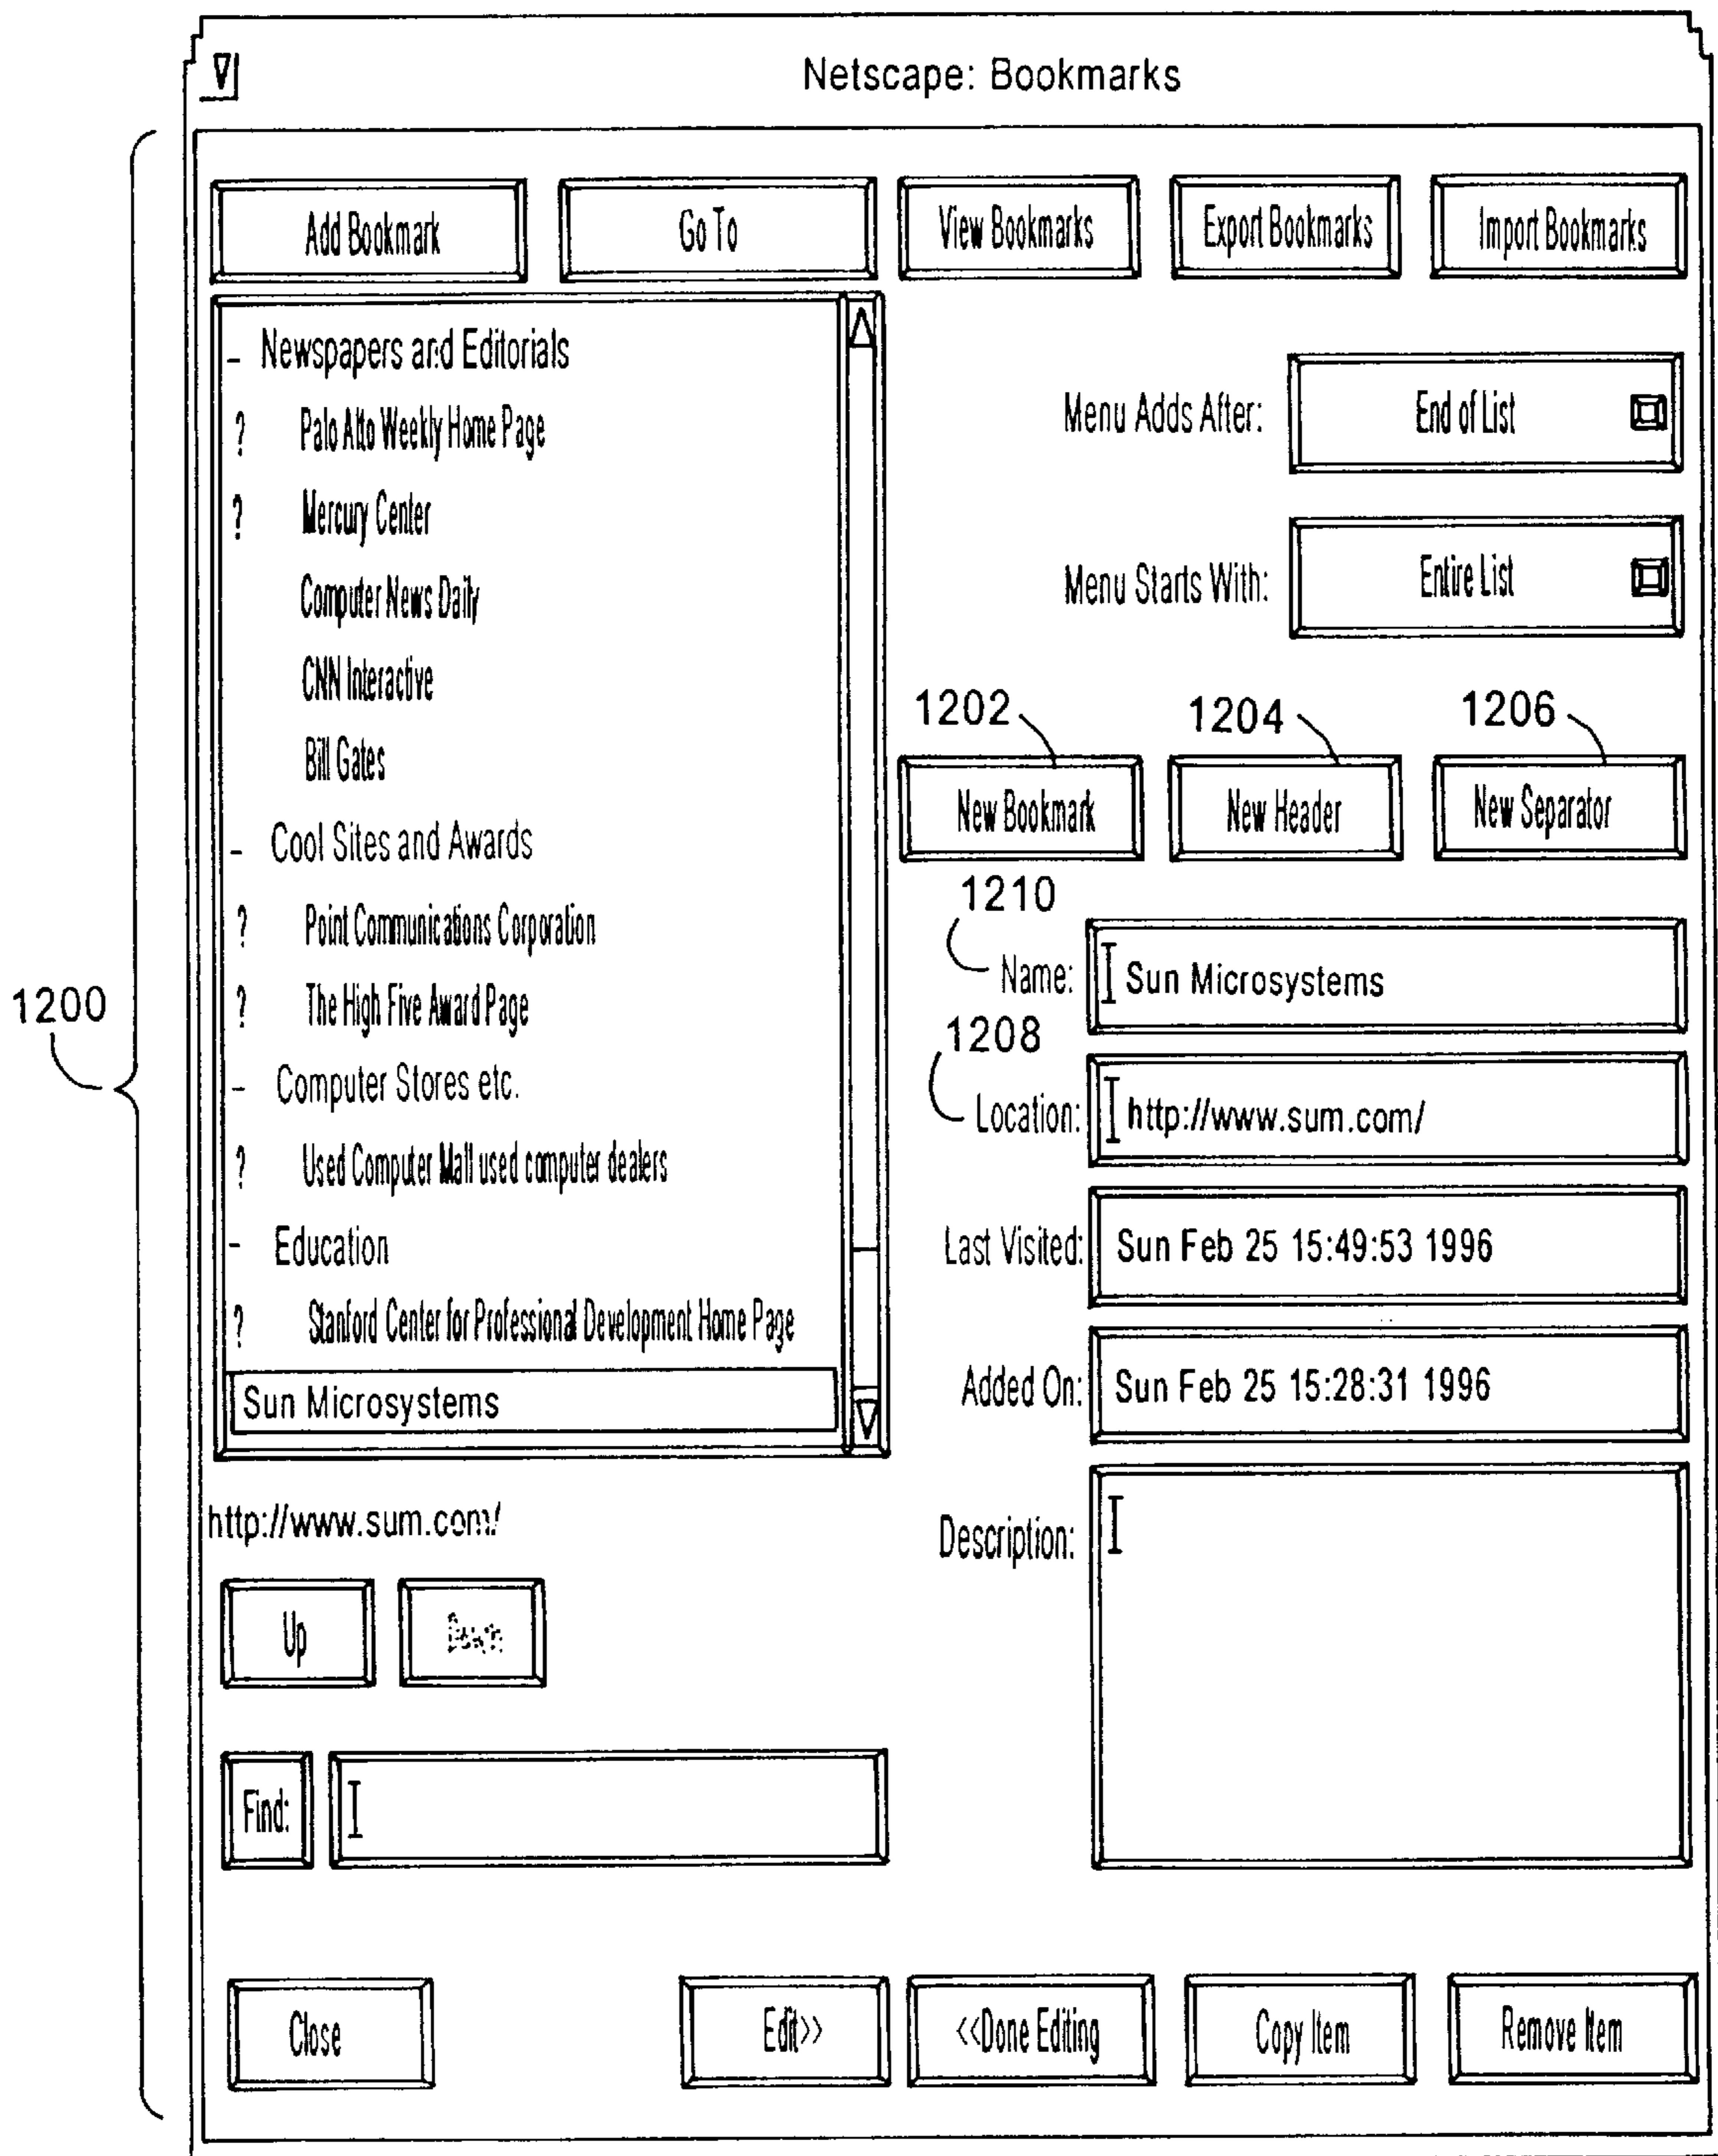 Netscape: Bookmarks
Add Bookmark
Go To
View Bookmarks
Export Bookmarks
Import Bookmarks
- Newspapers and Editorials
? Palo Alto Weekly Home Page
? Mercury Center
Computer News Daily
CNN Interactive
Bill Gates
- Cool Sites and Awards
? Point Communications Corporation
? The High Five Award Page
- Computer Stores etc.
? Used Computer Mall used computer dealers
- Education
? Stanford Center for Professional Development Home Page
Sun Microsystems
http://www.sum.com/
Up
Down
Find:
Menu Adds After: End of List
Menu Starts With: Entire List
1202
1204
1206
New Bookmark
New Header
New Separator
1210
Name: Sun Microsystems
1208
Location: http://www.sum.com/
Last Visited: Sun Feb 25 15:49:53 1996
Added On: Sun Feb 25 15:28:31 1996
Description:
1200
Close
Edit>>
<<Done Editing
Copy Item
Remove Item